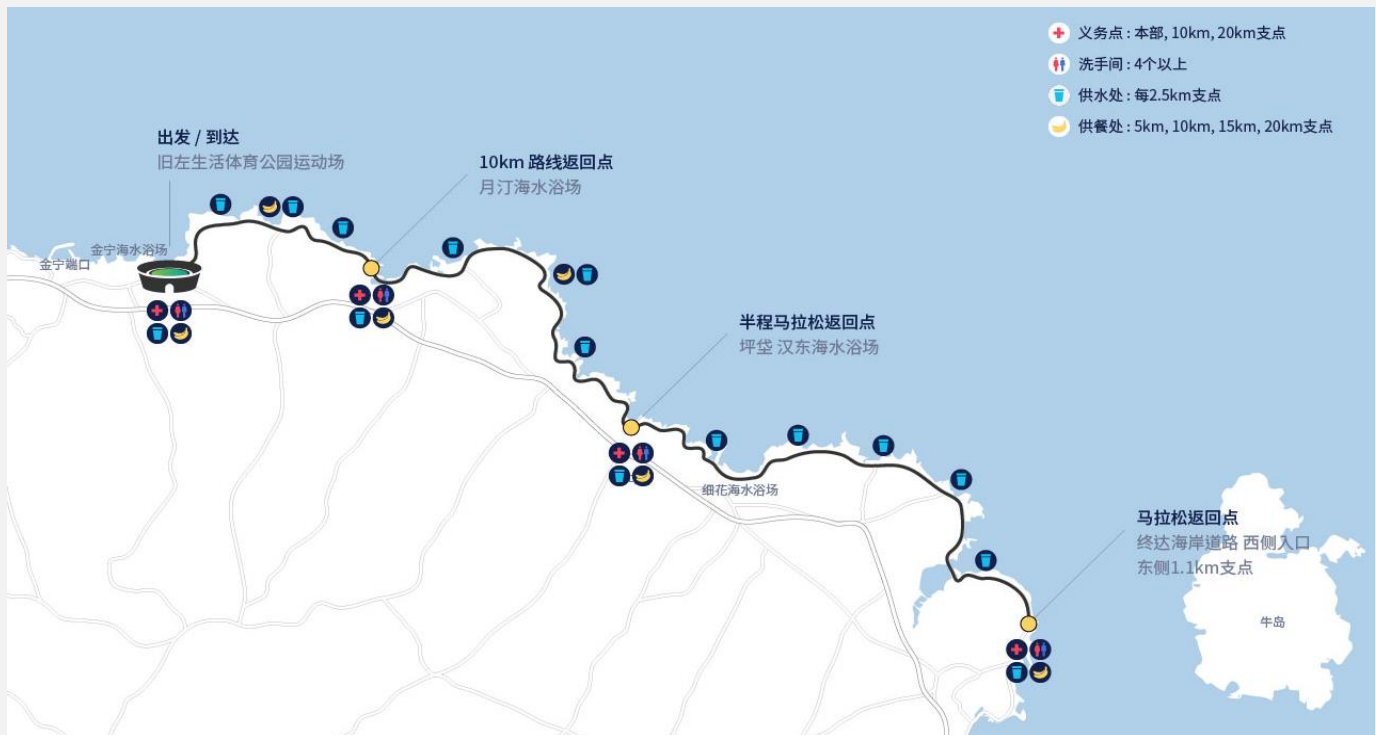 义务点 : 本部, 10km, 20km支点
洗手间 : 4个以上
供水处 : 每2.5km支点
供餐处 : 5km, 10km, 15km, 20km支点
出发 / 到达
旧左生活体育公园运动场
10km 路线返回点
月汀海水浴场
金宁海水浴场
金宁端口
半程马拉松返回点
坪岱 汉东海水浴场
细花海水浴场
马拉松返回点
终达海岸道路 西侧入口
东侧1.1km支点
牛岛